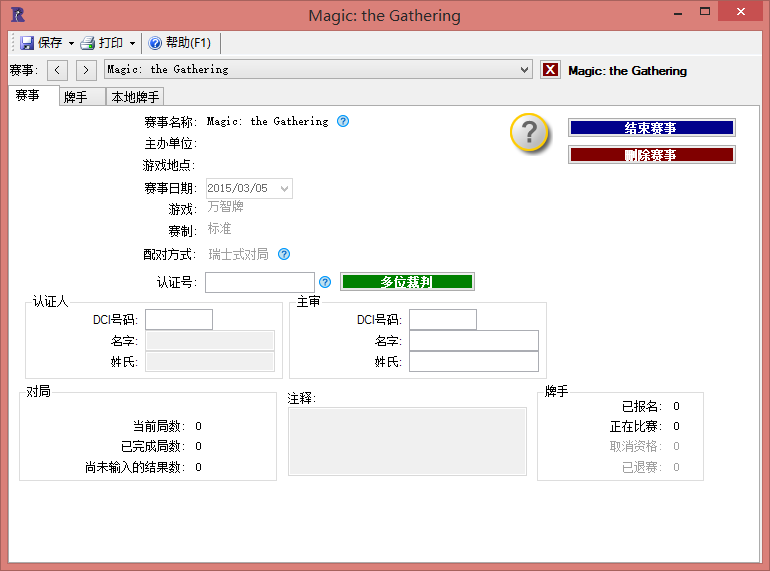 Magic: the Gathering
保存 打印 帮助(F1)
赛事: < > Magic: the Gathering X Magic: the Gathering
赛事 牌手 本地牌手
赛事名称: Magic: the Gathering ?
主办单位:
游戏地点:
赛事日期: 2015/03/05
游戏: 万智牌
赛制: 标准
配对方式: 瑞士式对局 ?
认证号: ? 多位裁判
? 结束赛事
删除赛事
认证人
DCI号码:
名字:
姓氏:
主审
DCI号码:
名字:
姓氏:
对局
当前局数: 0
已完成局数: 0
尚未输入的结果数: 0
注释:
牌手
已报名: 0
正在比赛: 0
取消资格: 0
已退赛: 0